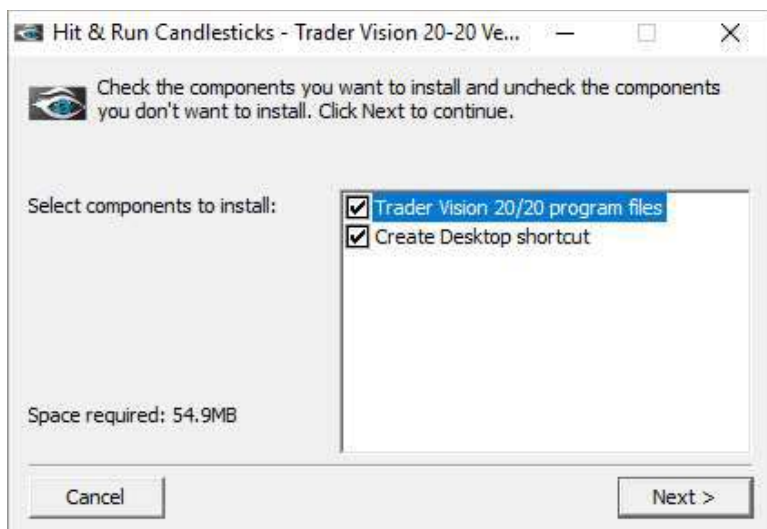 Hit & Run Candlesticks - Trader Vision 20-20 Ve...
Check the components you want to install and uncheck the components
you don't want to install. Click Next to continue.
Select components to install:
Trader Vision 20/20 program files
Create Desktop shortcut
Space required: 54.9MB
Cancel
Next >